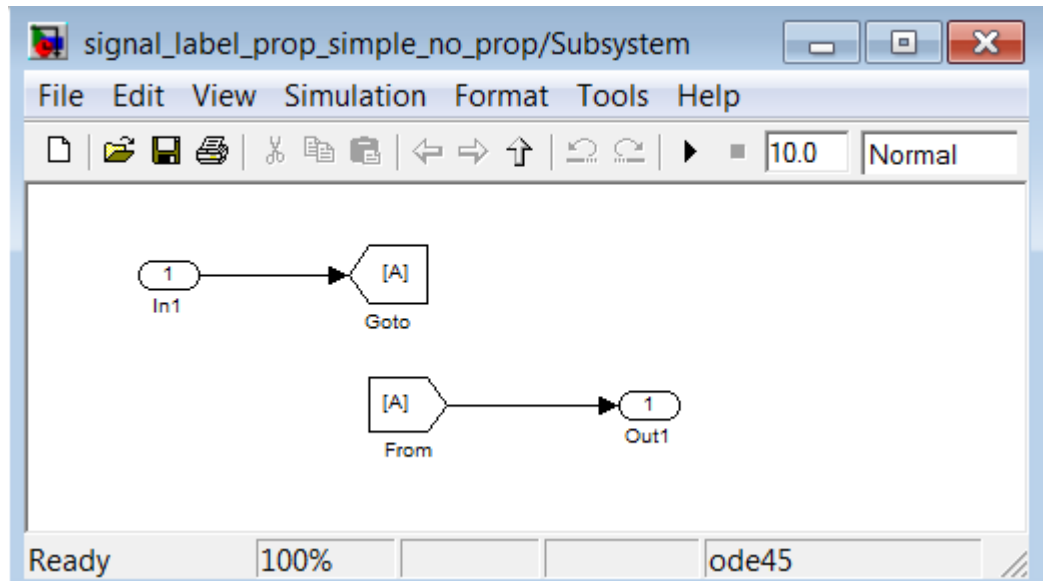 signal_label_prop_simple_no_prop/Subsystem
File Edit View Simulation Format Tools Help
10.0 Normal
1
In1
[A]
Goto
[A]
From
1
Out1
Ready 100% ode45